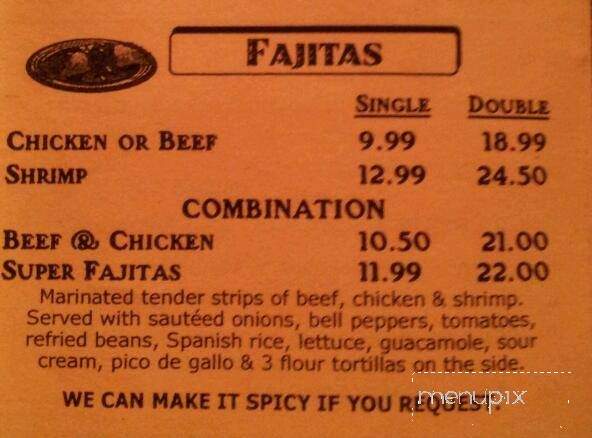 FAJITAS
SINGLE DOUBLE
CHICKEN OR BEEF 9.99 18.99
SHRIMP 12.99 24.50
COMBINATION
BEEF & CHICKEN 10.50 21.00
SUPER FAJITAS 11.99 22.00
Marinated tender strips of beef, chicken & shrimp.
Served with sautéed onions, bell peppers, tomatoes,
refried beans, Spanish rice, lettuce, guacamole, sour
cream, pico de gallo & 3 flour tortillas on the side.
WE CAN MAKE IT SPICY IF YOU REQUEST.
menupix